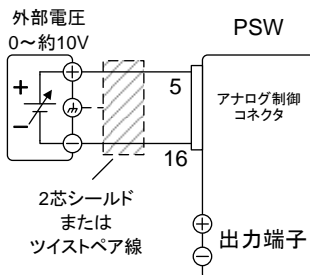 外部電圧
0～約10V
PSW
5
アナログ制御
コネクタ
16
2芯シールド
または
ツイストペア線
出力端子